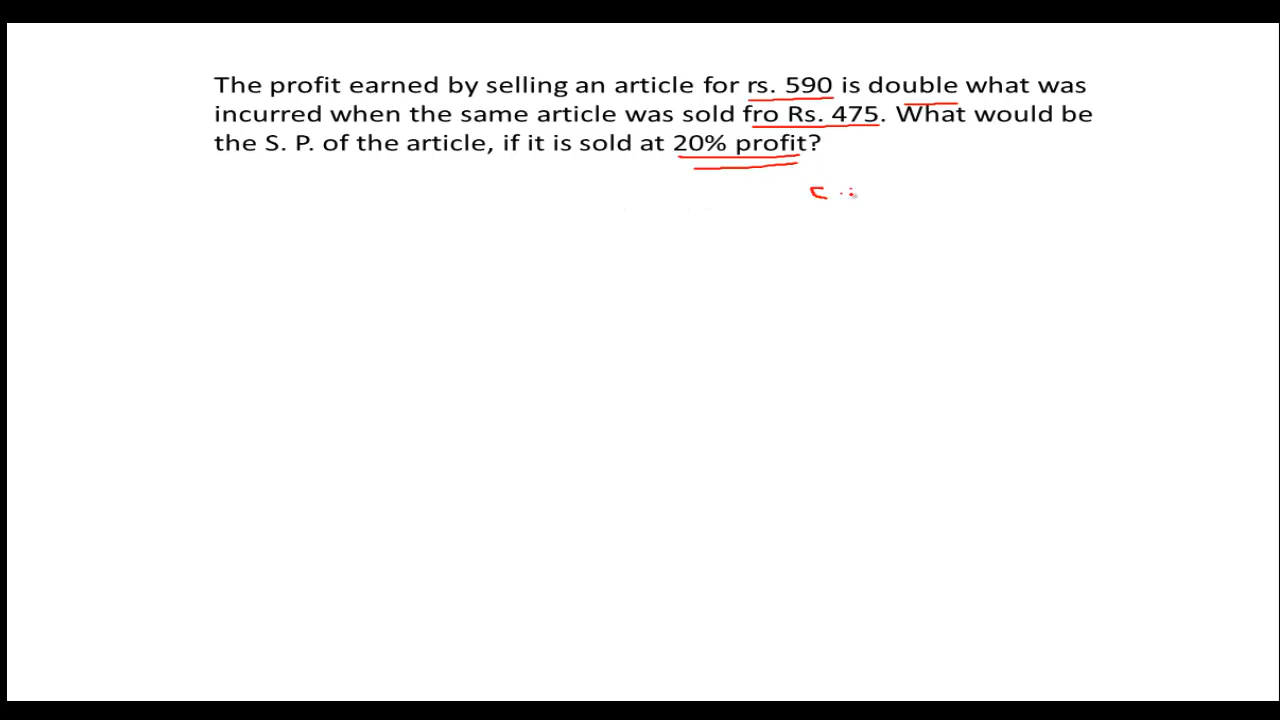 The profit earned by selling an article for rs. 590 is double what was
incurred when the same article was sold fro Rs. 475. What would be
the S. P. of the article, if it is sold at 20% profit?